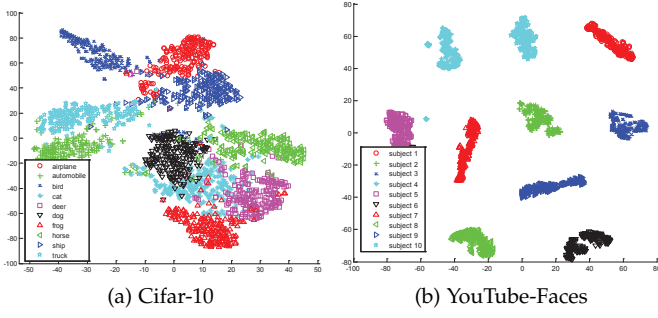 100
80
60
40
20
0
-20
-40
-60
-80
-100
airplane
automobile
bird
cat
deer
dog
frog
horse
ship
truck
-50 -40 -30 -20 -10 0 10 20 30 40 50
(a) Cifar-10
80
60
40
20
0
-20
-40
-60
-80
subject 1
subject 2
subject 3
subject 4
subject 5
subject 6
subject 7
subject 8
subject 9
subject 10
-100 -80 -60 -40 -20 0 20 40 60 80
(b) YouTube-Faces